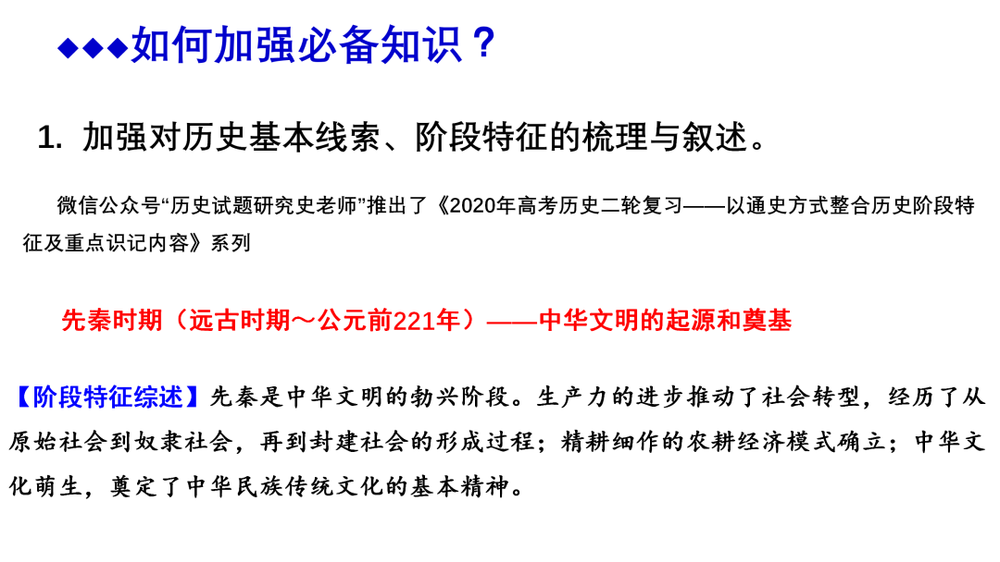 ◆◆◆如何加强必备知识？
1. 加强对历史基本线索、阶段特征的梳理与叙述。
微信公众号“历史试题研究史老师”推出了《2020年高考历史二轮复习——以通史方式整合历史阶段特
征及重点识记内容》系列
先秦时期（远古时期～公元前221年）——中华文明的起源和奠基
【阶段特征综述】先秦是中华文明的勃兴阶段。生产力的进步推动了社会转型，经历了从
原始社会到奴隶社会，再到封建社会的形成过程；精耕细作的农耕经济模式确立；中华文
化萌生，奠定了中华民族传统文化的基本精神。